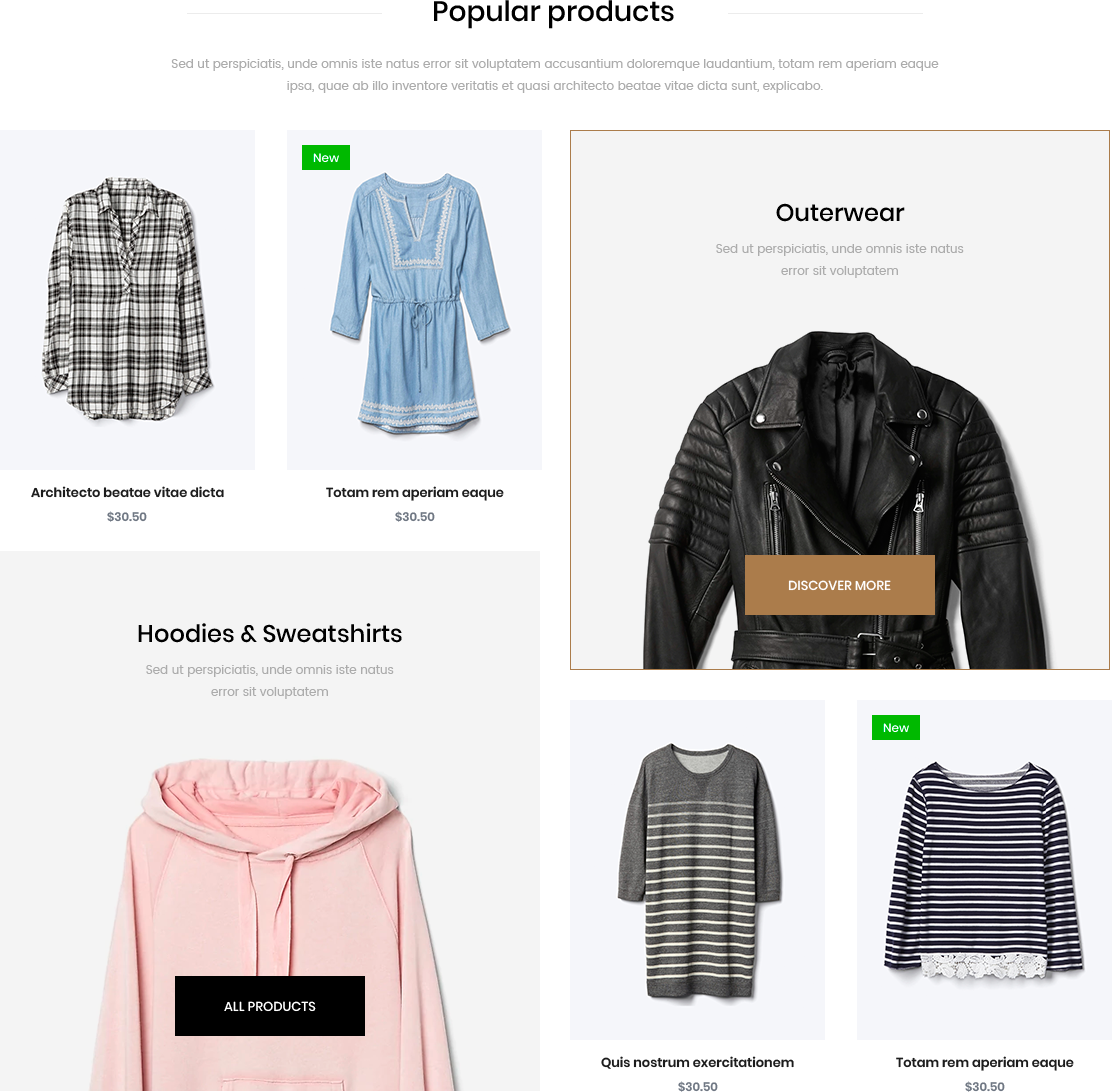 Popular products
Sed ut perspiciatis, unde omnis iste natus error sit voluptatem accusantium doloremque laudantium, totam rem aperiam eaque
ipsa, quae ab illo inventore veritatis et quasi architecto beatae vitae dicta sunt, explicabo.
New
Architecto beatae vitae dicta
$30.50
Totam rem aperiam eaque
$30.50
Outerwear
Sed ut perspiciatis, unde omnis iste natus
error sit voluptatem
DISCOVER MORE
Hoodies & Sweatshirts
Sed ut perspiciatis, unde omnis iste natus
error sit voluptatem
ALL PRODUCTS
New
Quis nostrum exercitationem
$30.50
Totam rem aperiam eaque
$30.50